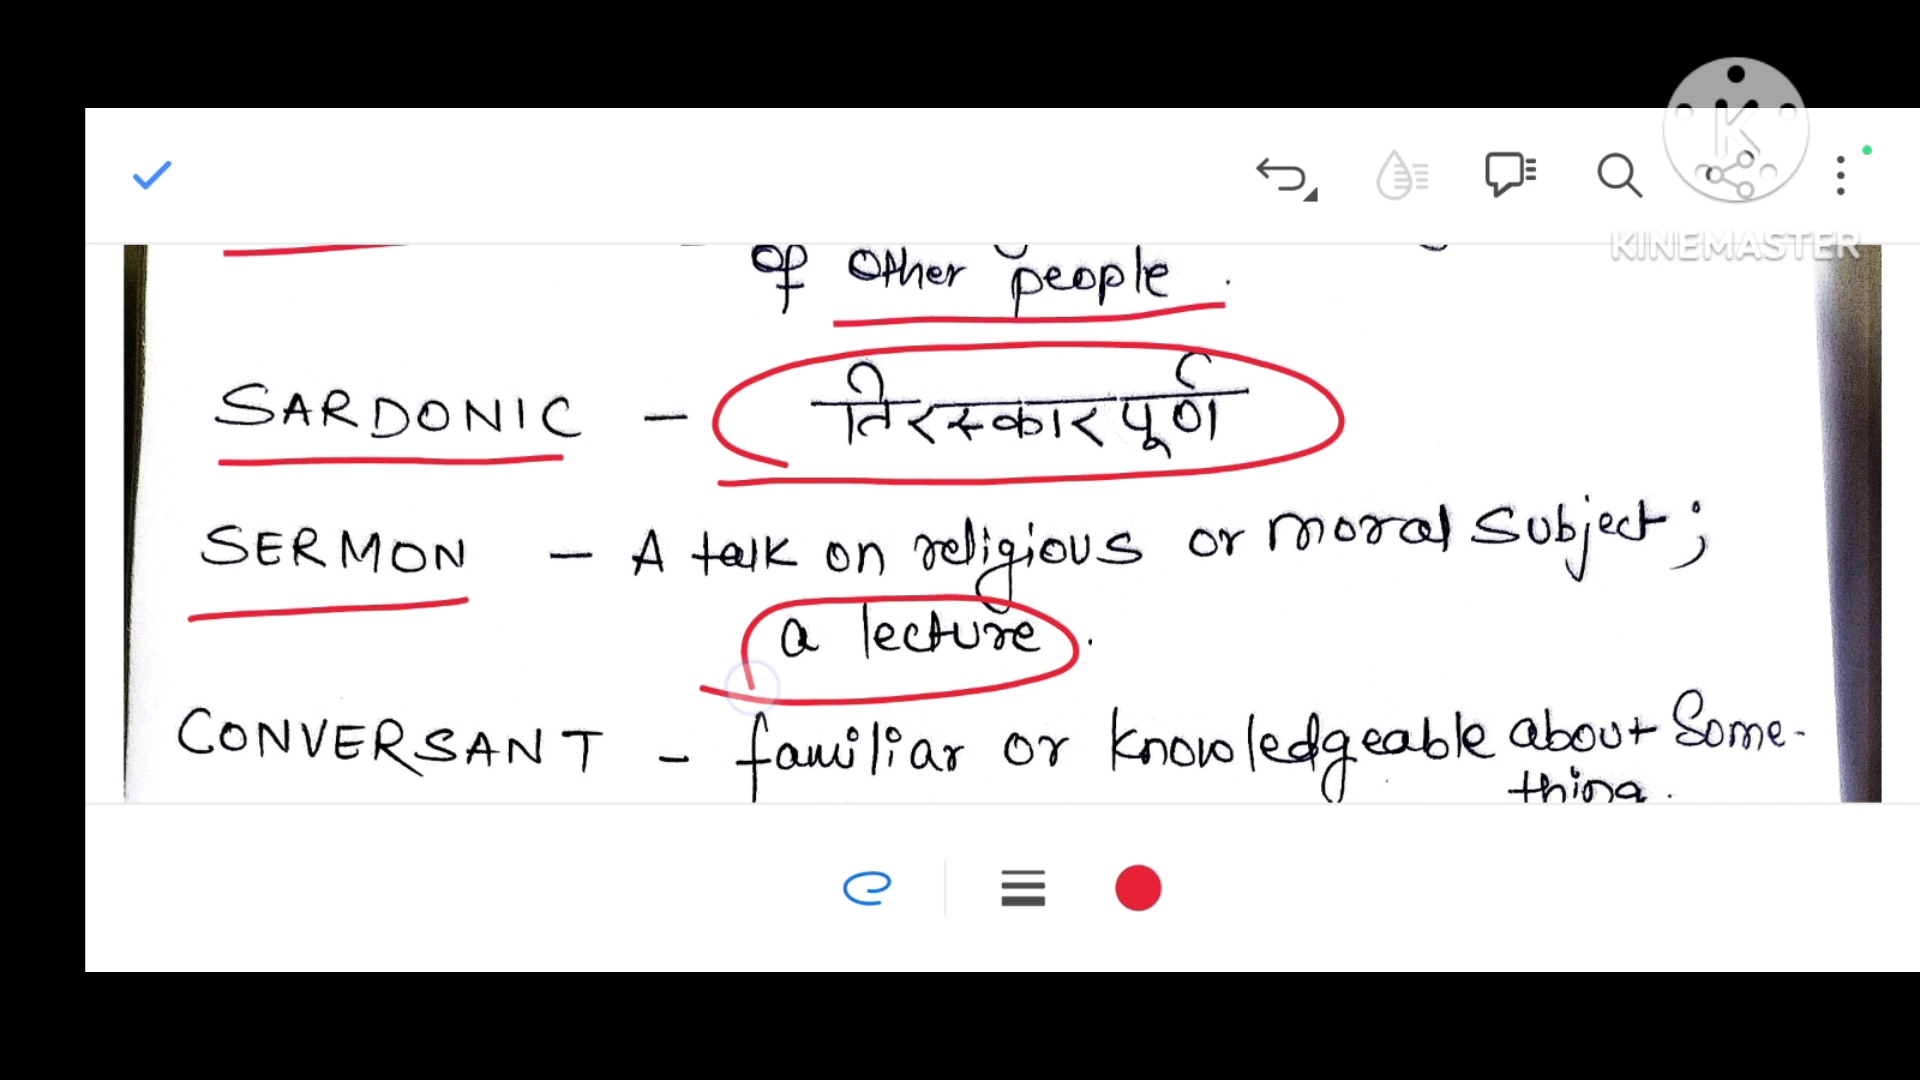 KINEMASTER
of other people.
SARDONIC - तिरस्कारपूर्ण
SERMON - A talk on religious or moral subject;
a lecture.
CONVERSANT - familiar or knowledgeable about Some-
thing.